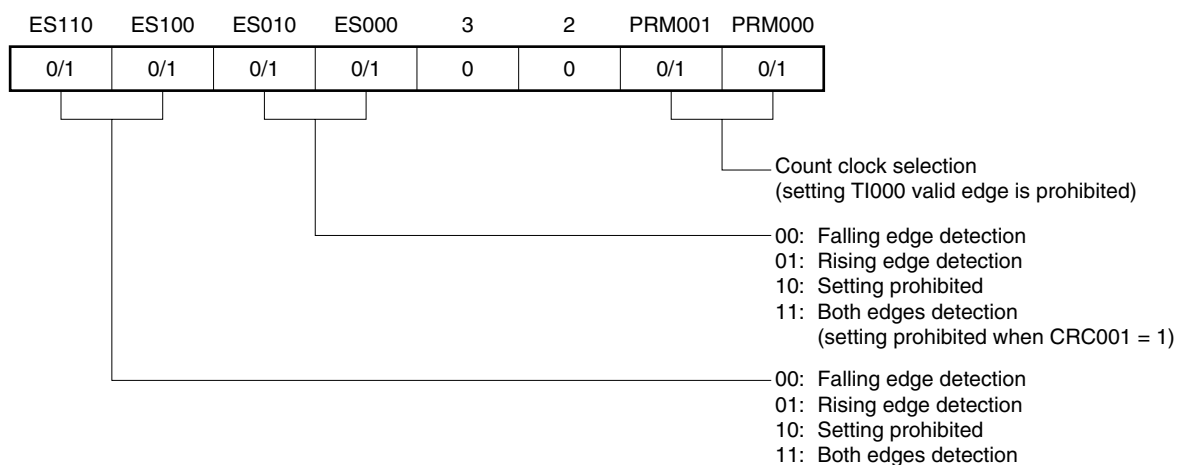 ES110 ES100 ES010 ES000 3 2 PRM001 PRM000
0/1 0/1 0/1 0/1 0 0 0/1 0/1
Count clock selection
(setting TI000 valid edge is prohibited)
00: Falling edge detection
01: Rising edge detection
10: Setting prohibited
11: Both edges detection
(setting prohibited when CRC001 = 1)
00: Falling edge detection
01: Rising edge detection
10: Setting prohibited
11: Both edges detection